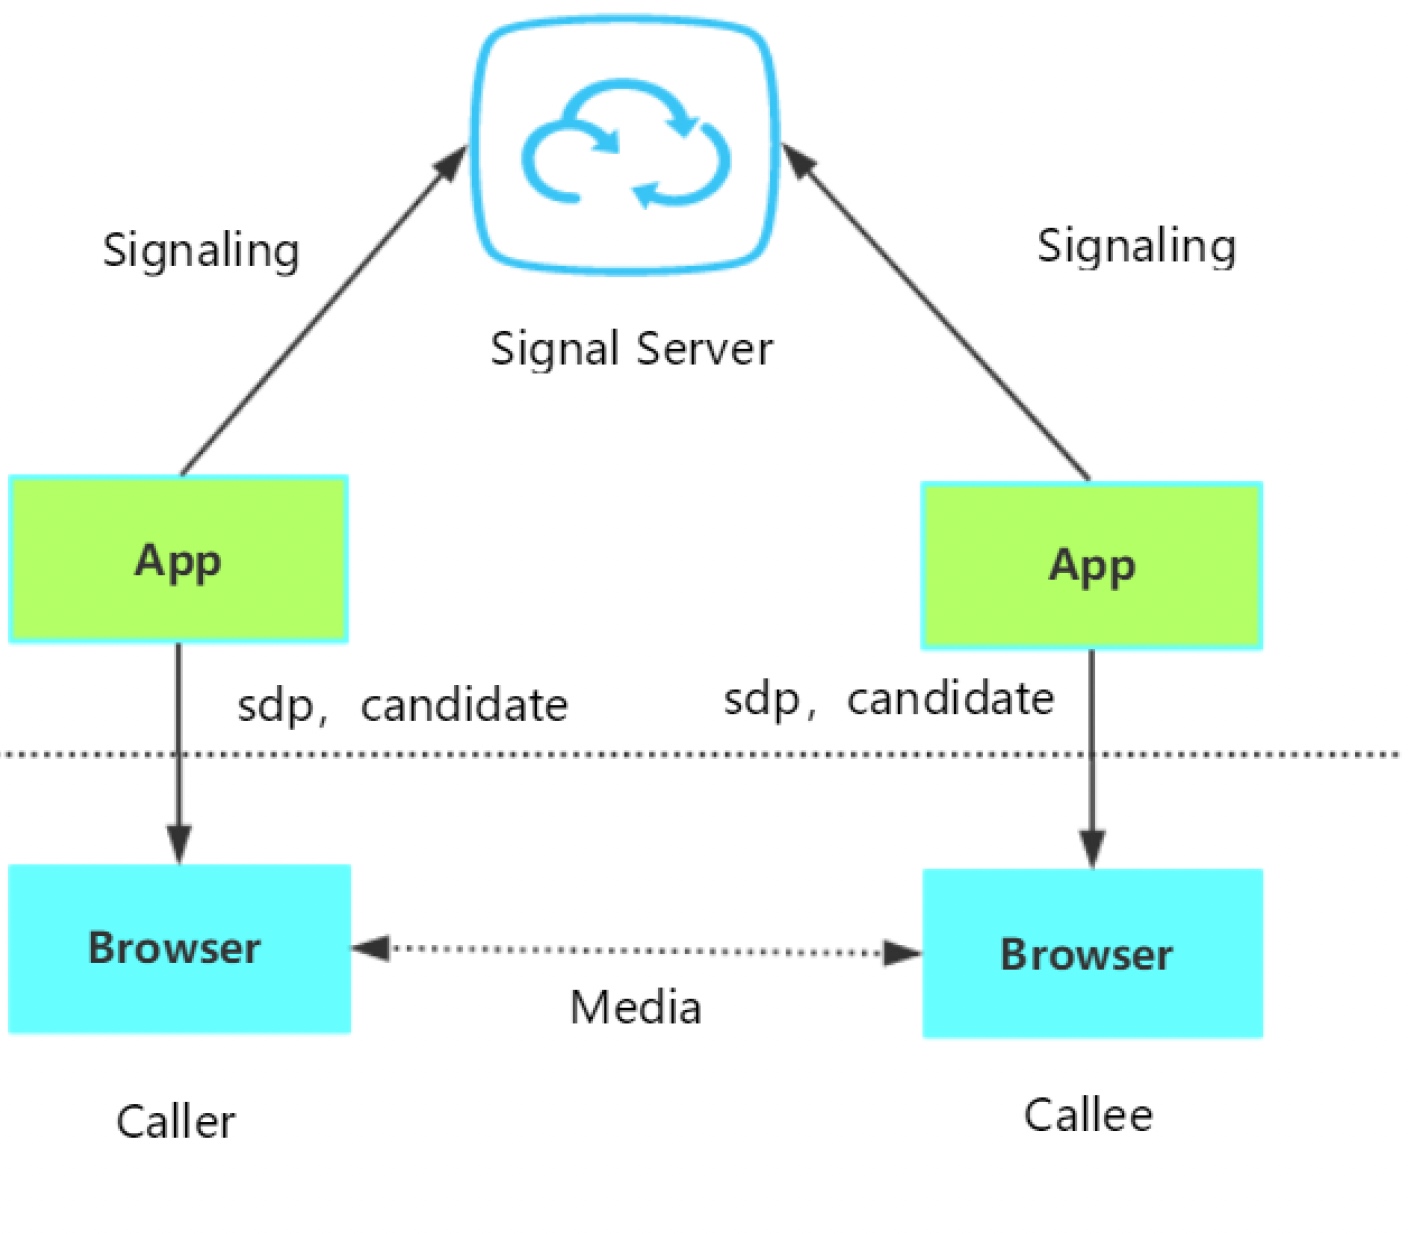 Signaling
Signaling
Signal Server
App
App
sdp,  candidate
sdp,  candidate
Browser
Browser
Media
Caller
Callee